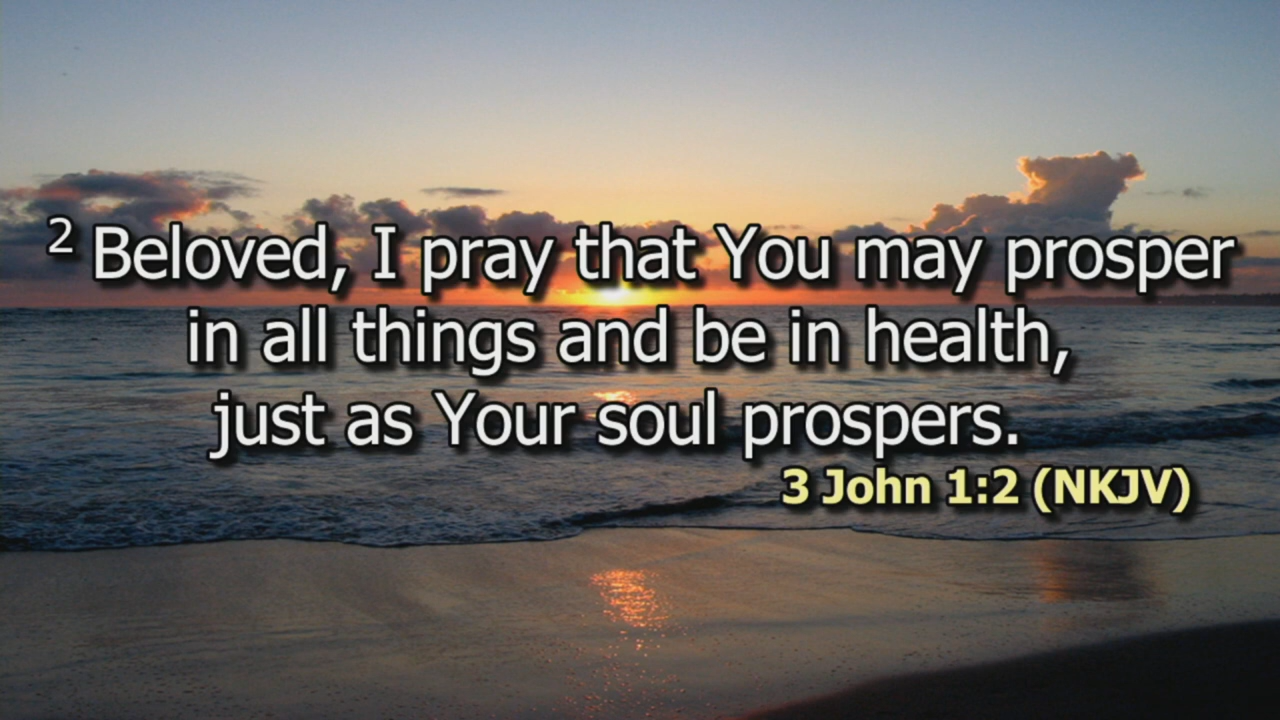 2 Beloved, I pray that You may prosper
in all things and be in health,
just as Your soul prospers.
3 John 1:2 (NKJV)